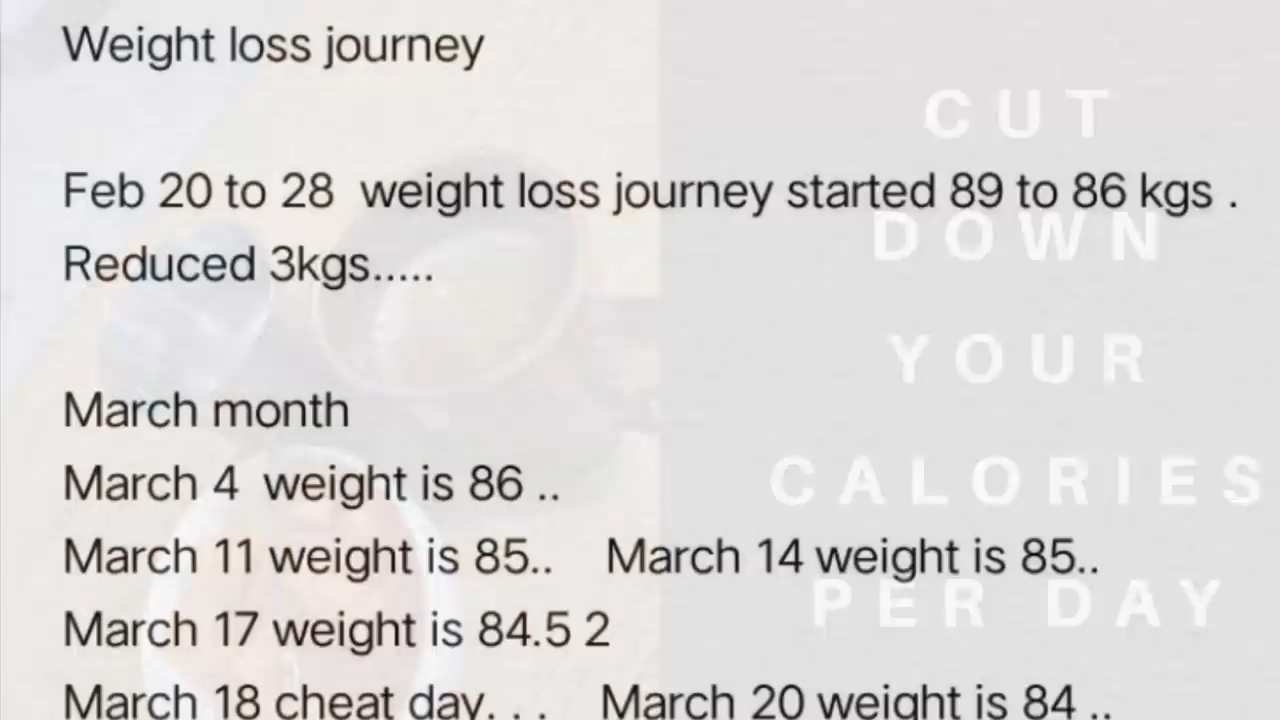 Weight loss journey
Feb 20 to 28  weight loss journey started 89 to 86 kgs .
Reduced 3kgs.....
March month
March 4  weight is 86 ..
March 11 weight is 85..    March 14 weight is 85..
March 17 weight is 84.5 2
March 18 cheat day. . .    March 20 weight is 84 ..
CUT
DOWN
YOUR
CALORIES
PER DAY